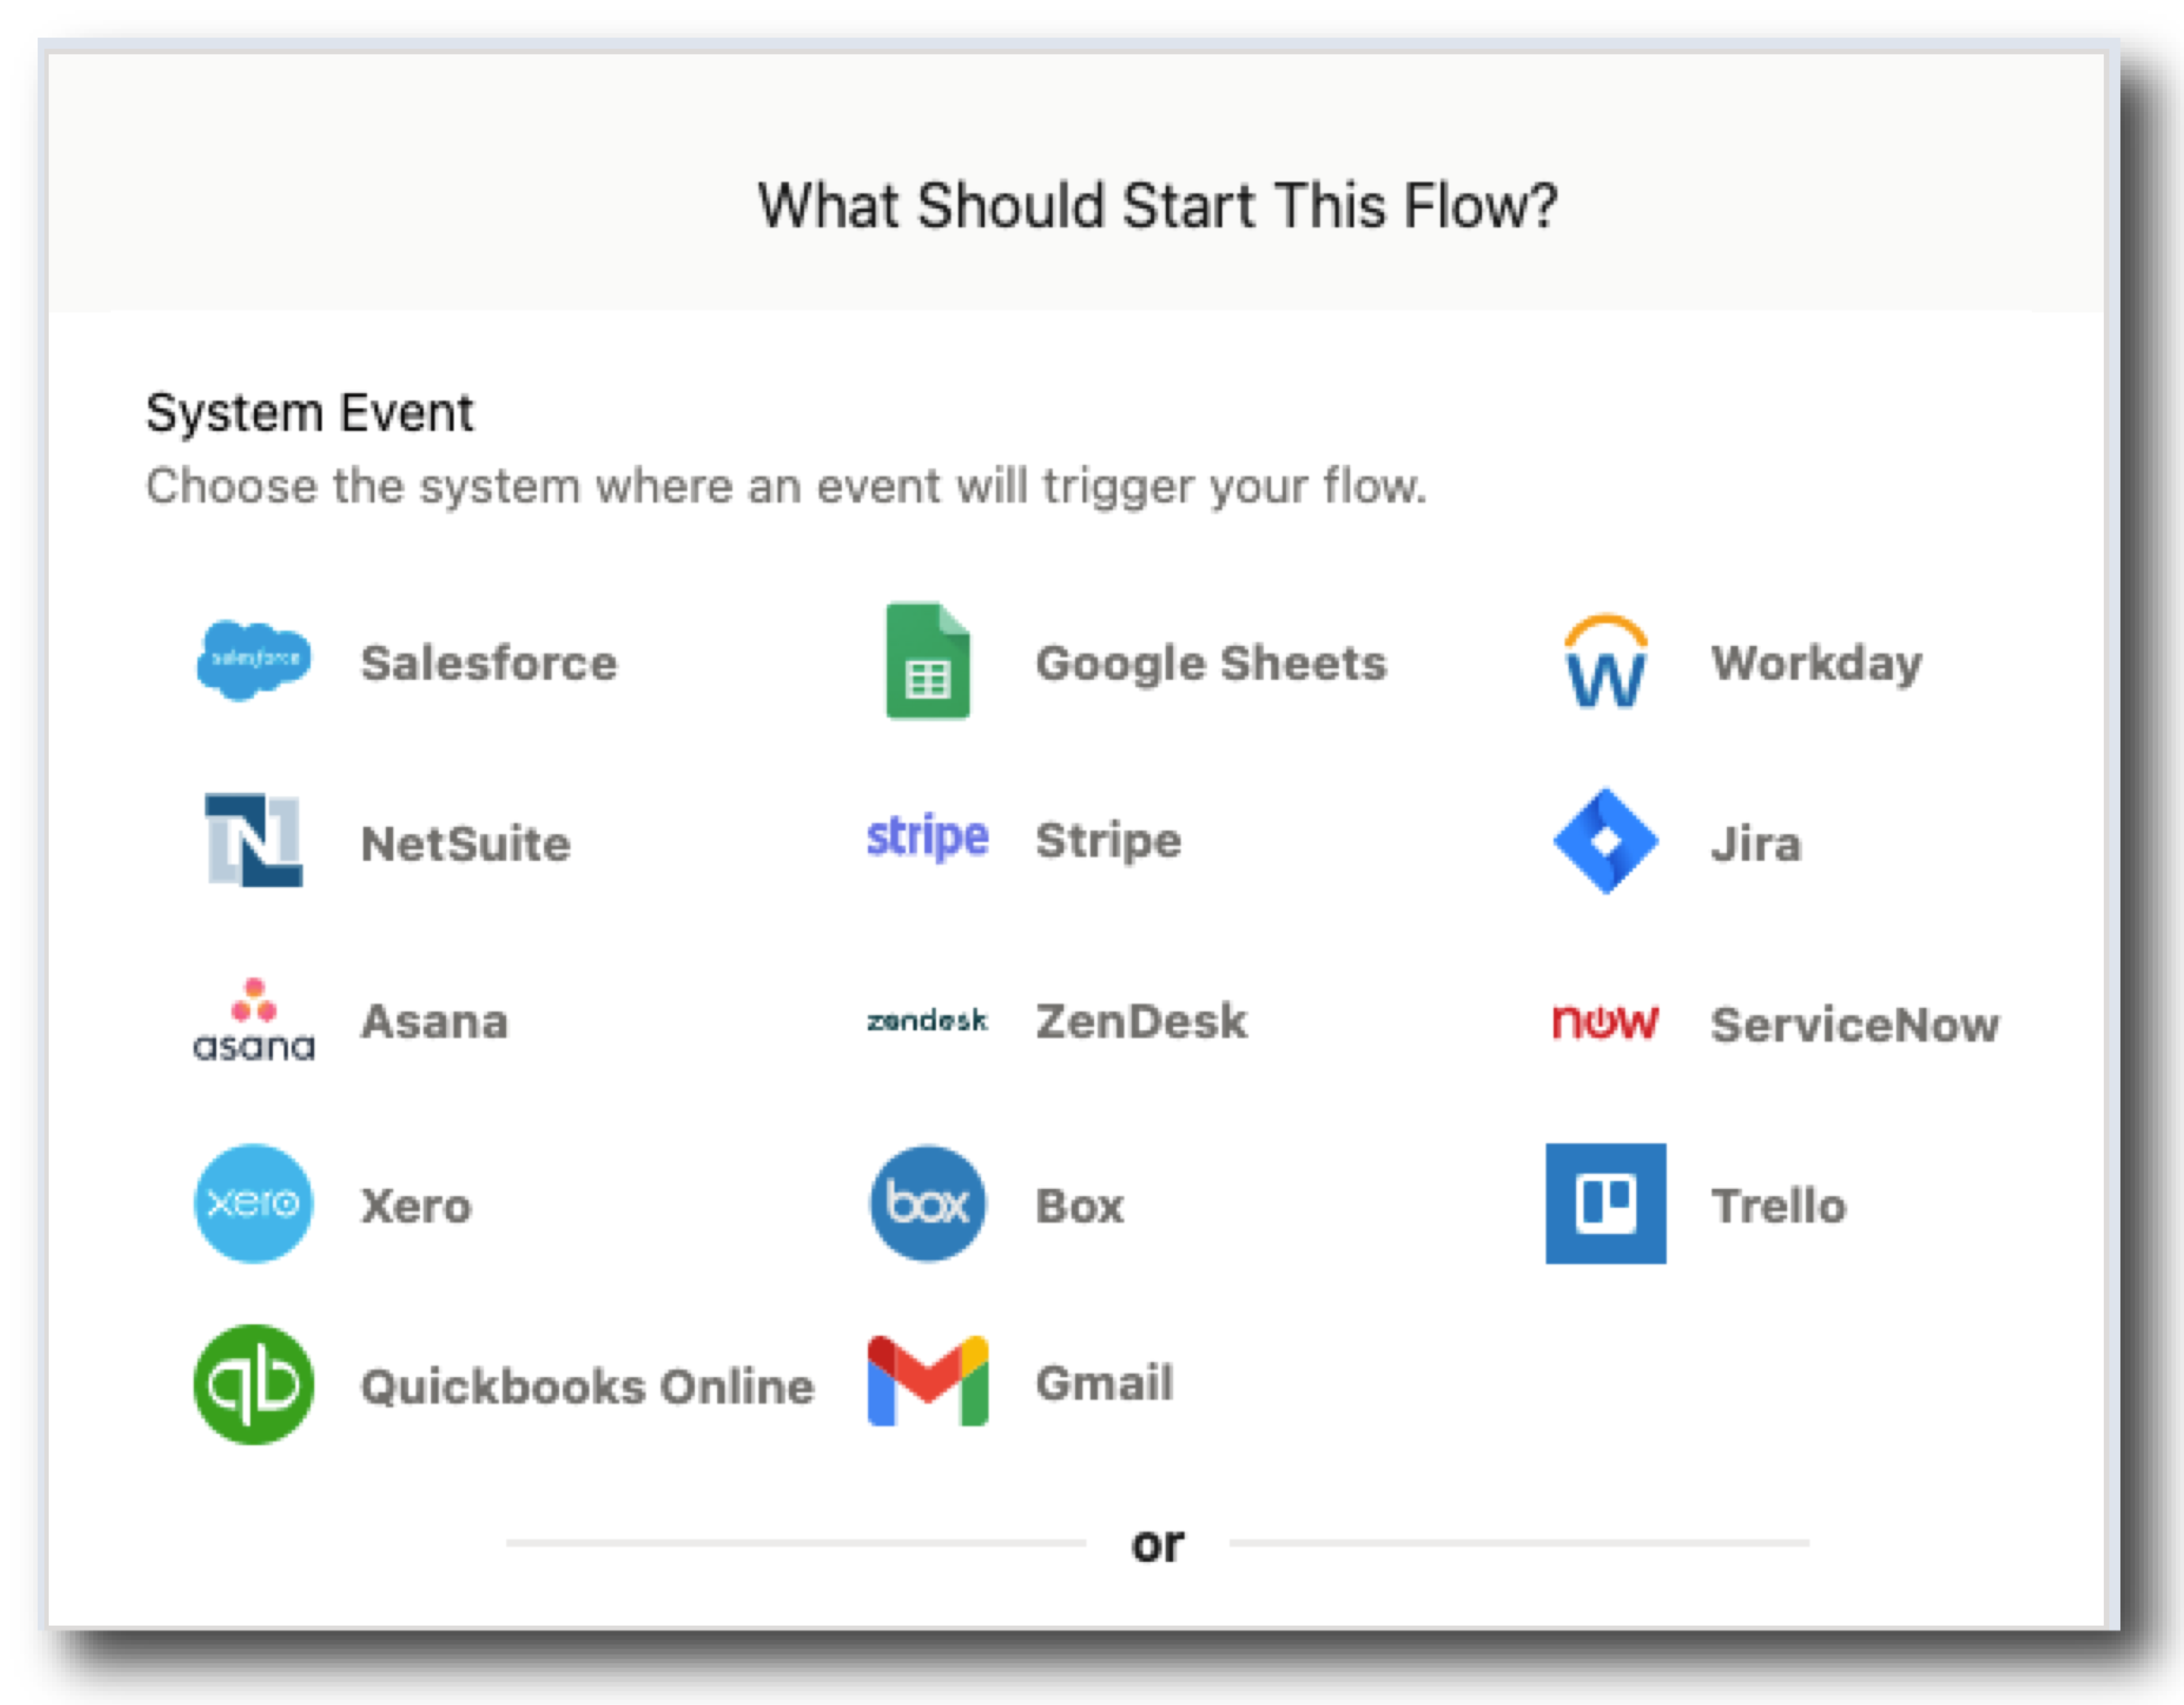 What Should Start This Flow?
System Event
Choose the system where an event will trigger your flow.
salesforce Salesforce Google Sheets Workday
NetSuite stripe Stripe Jira
asana Asana zendesk ZenDesk now ServiceNow
xero Xero box Box Trello
qb Quickbooks Online Gmail
or